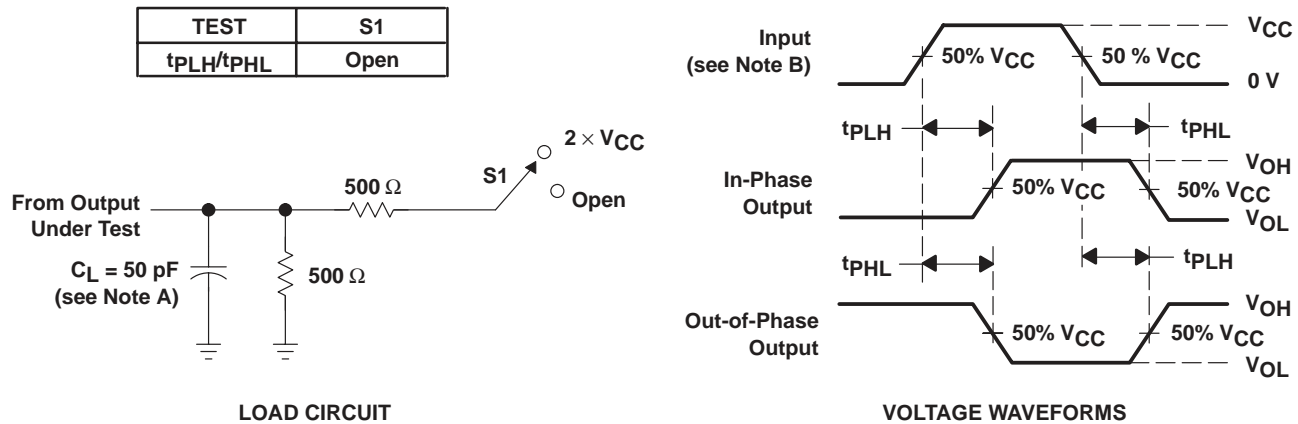 TEST S1
tPLH/tPHL Open
2 × VCC
S1
Open
500 Ω
From Output
Under Test
CL = 50 pF
(see Note A)
500 Ω
LOAD CIRCUIT
Input
(see Note B)
50% VCC
50 % VCC
VCC
0 V
tPLH
tPHL
In-Phase
Output
50% VCC
50% VCC
VOH
VOL
tPHL
tPLH
Out-of-Phase
Output
50% VCC
50% VCC
VOH
VOL
VOLTAGE WAVEFORMS